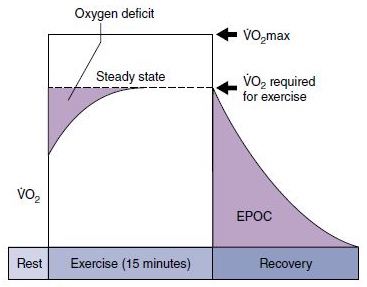 Oxygen deficit
V̇O₂max
Steady state
V̇O₂ required
for exercise
V̇O₂
EPOC
Rest
Exercise (15 minutes)
Recovery